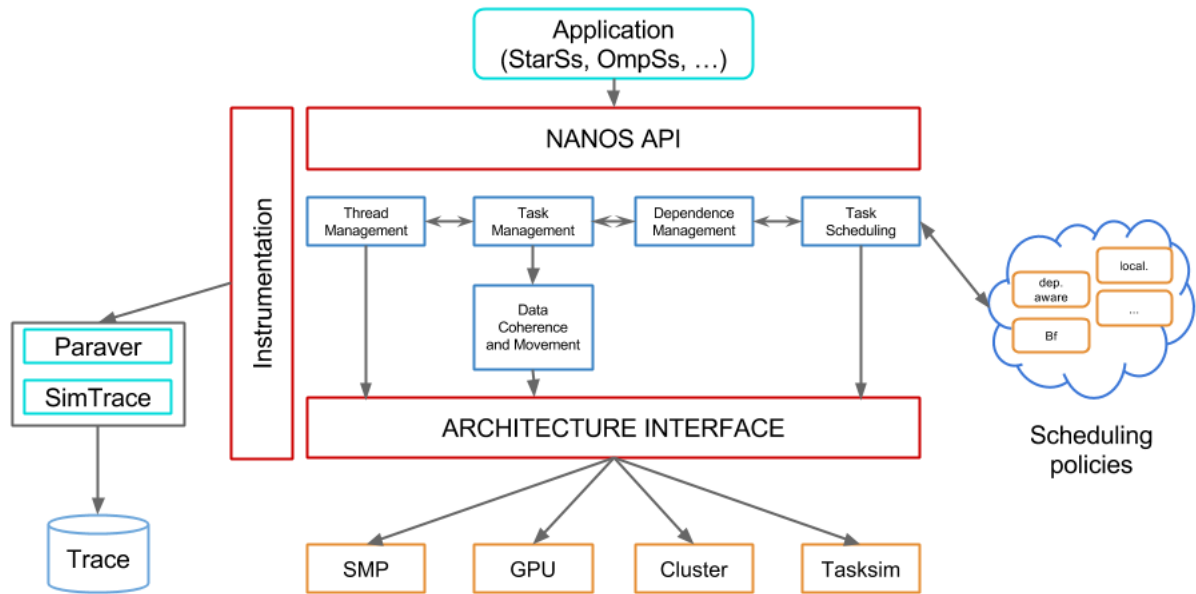 Application
(StarSs, OmpSs, …)
NANOS API
Instrumentation
Thread
Management
Task
Management
Dependence
Management
Task
Scheduling
Data
Coherence
and Movement
local.
dep.
aware
...
Bf
Scheduling
policies
Paraver
SimTrace
Trace
ARCHITECTURE INTERFACE
SMP
GPU
Cluster
Tasksim